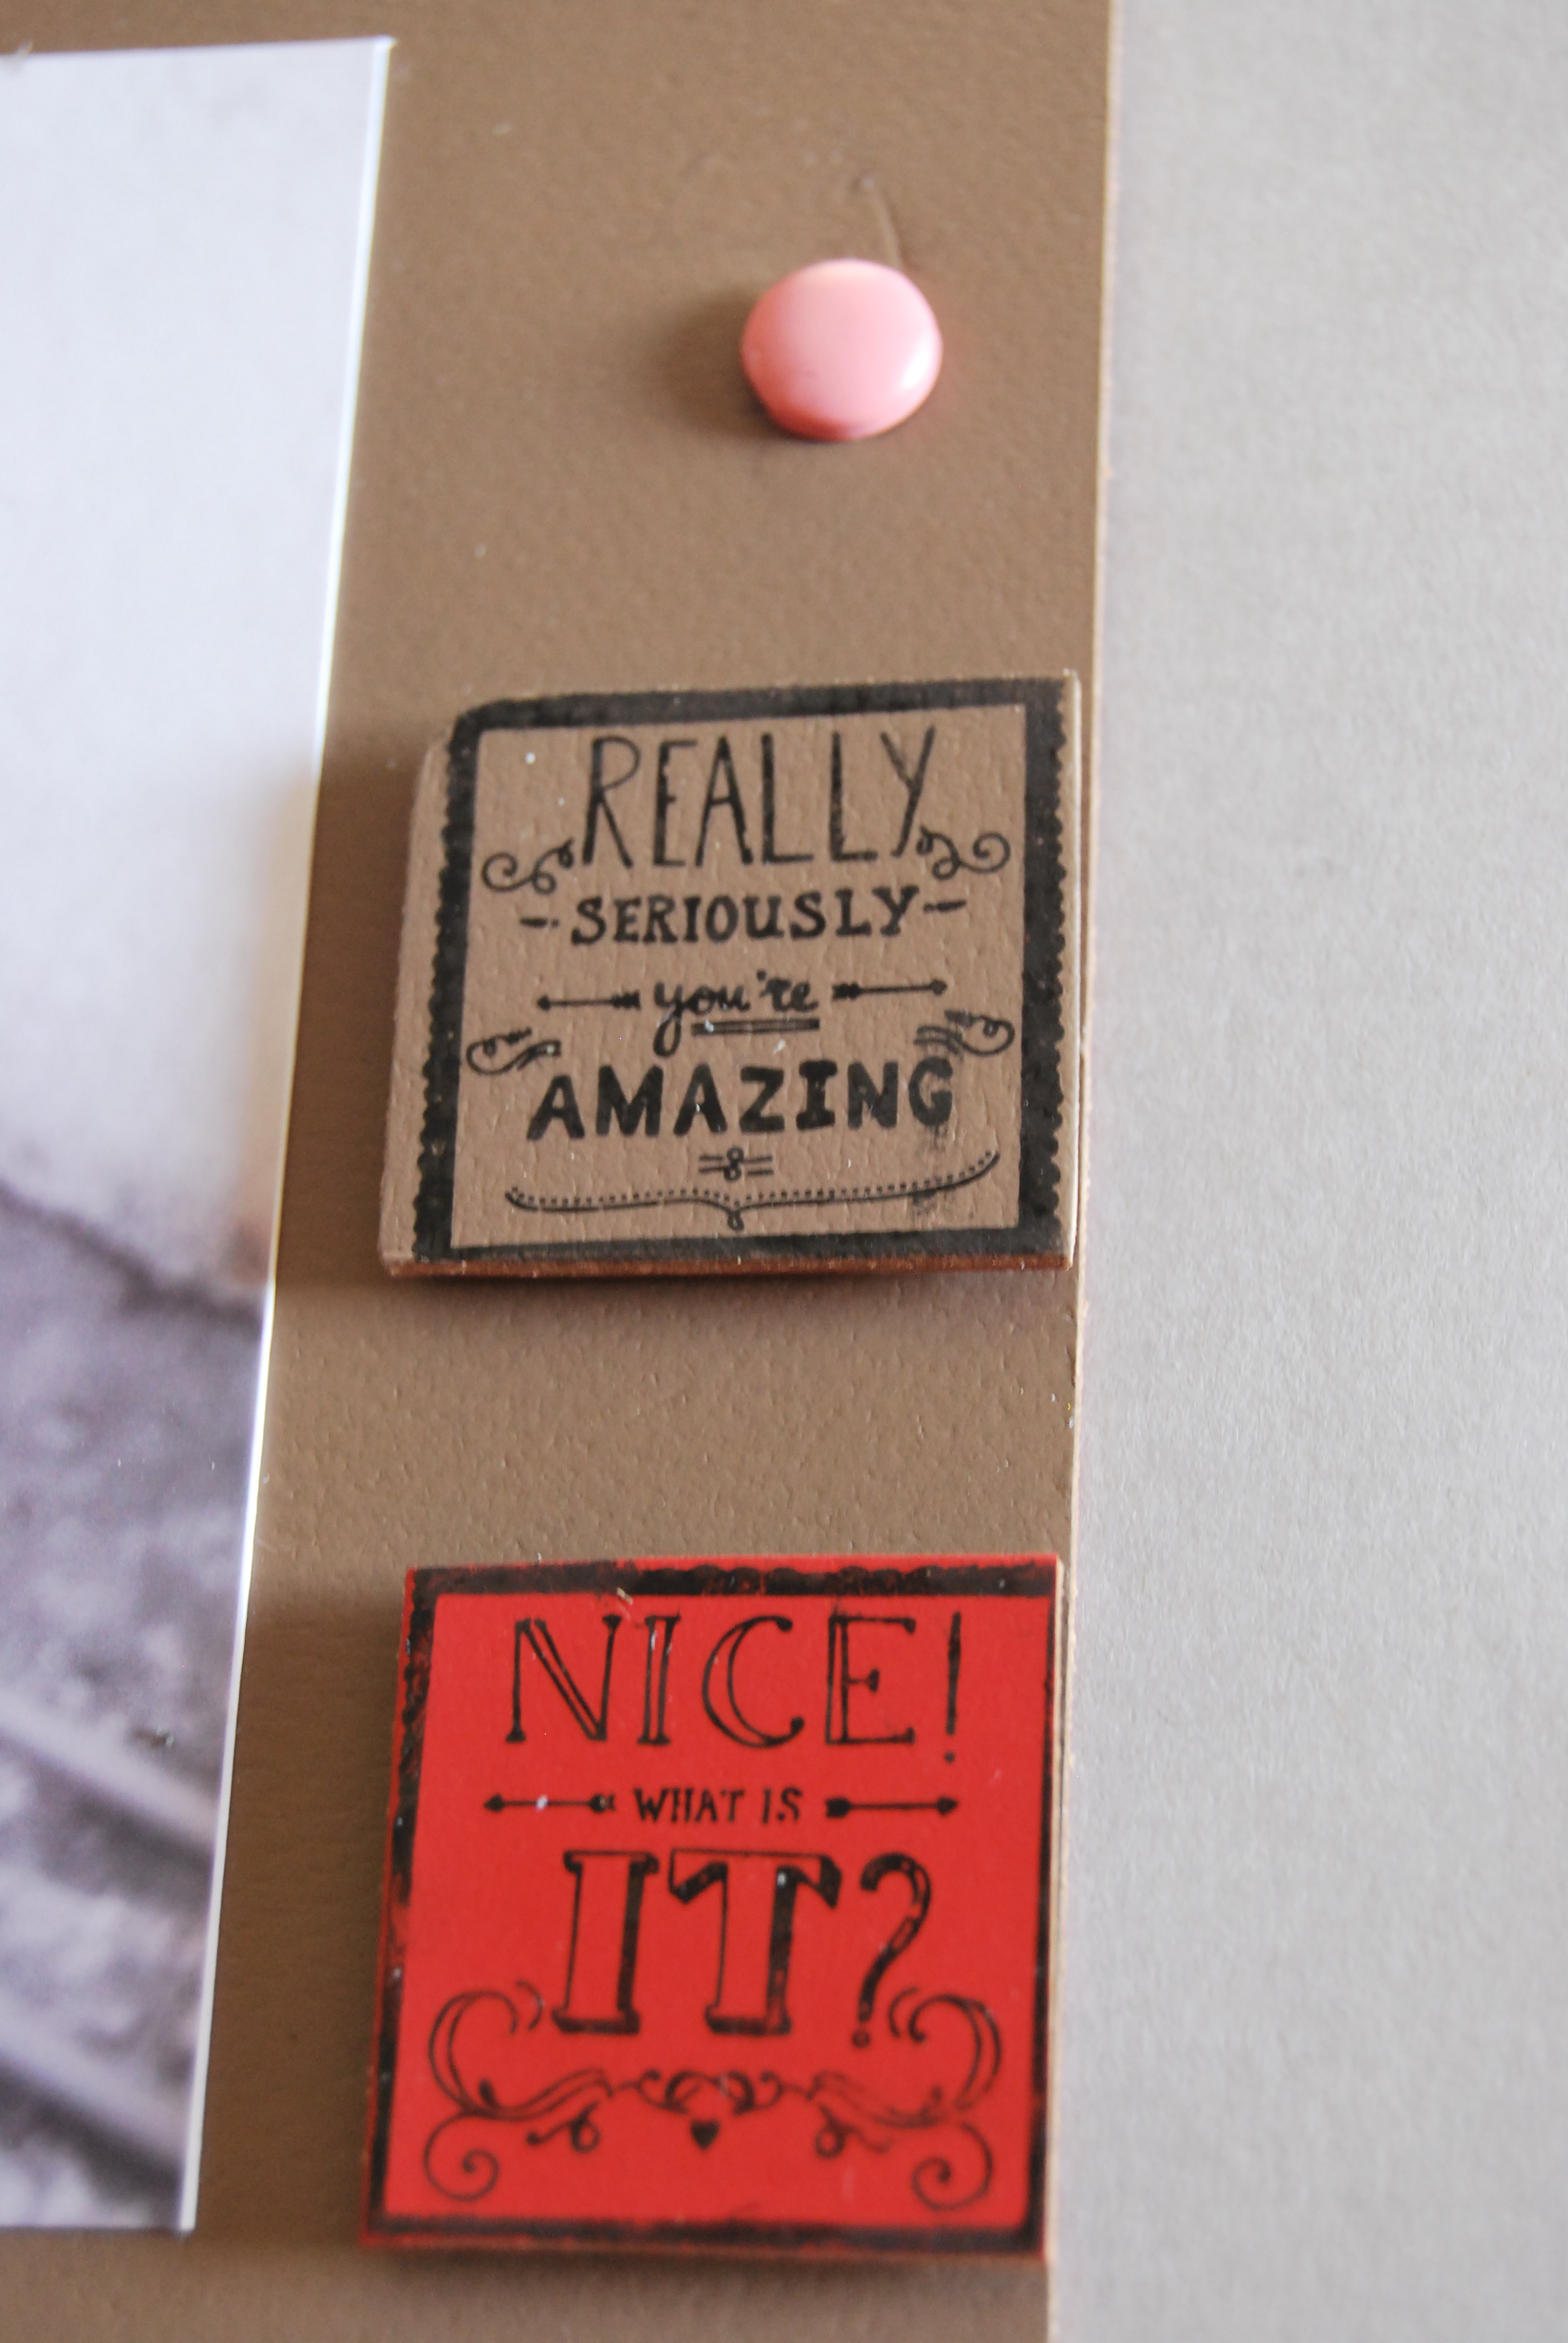 REALLY
SERIOUSLY
you're
AMAZING
NICE!
WHAT IS
IT?